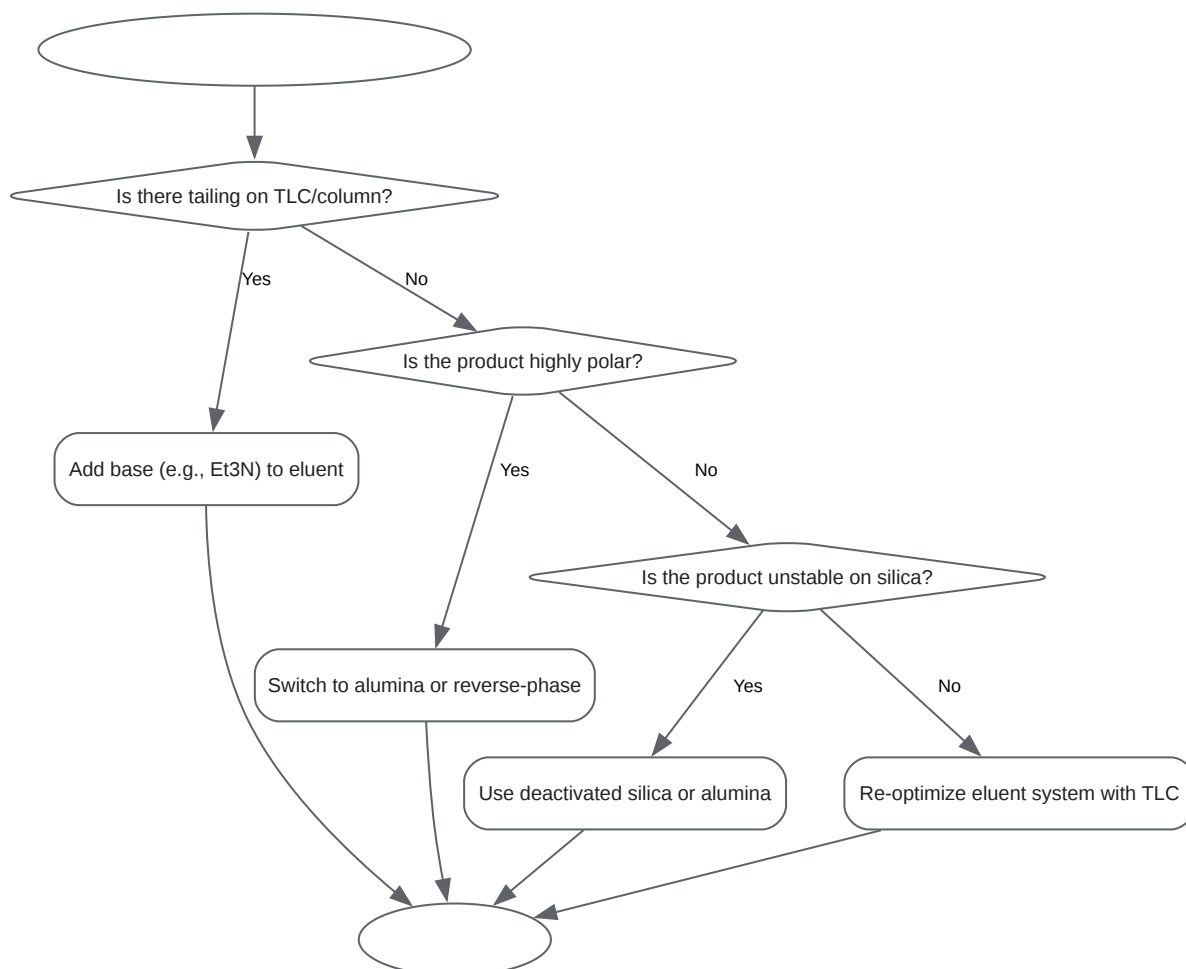 Is there tailing on TLC/column?
Yes
No
Is the product highly polar?
Add base (e.g., Et3N) to eluent
Yes
No
Is the product unstable on silica?
Switch to alumina or reverse-phase
Yes
No
Use deactivated silica or alumina
Re-optimize eluent system with TLC